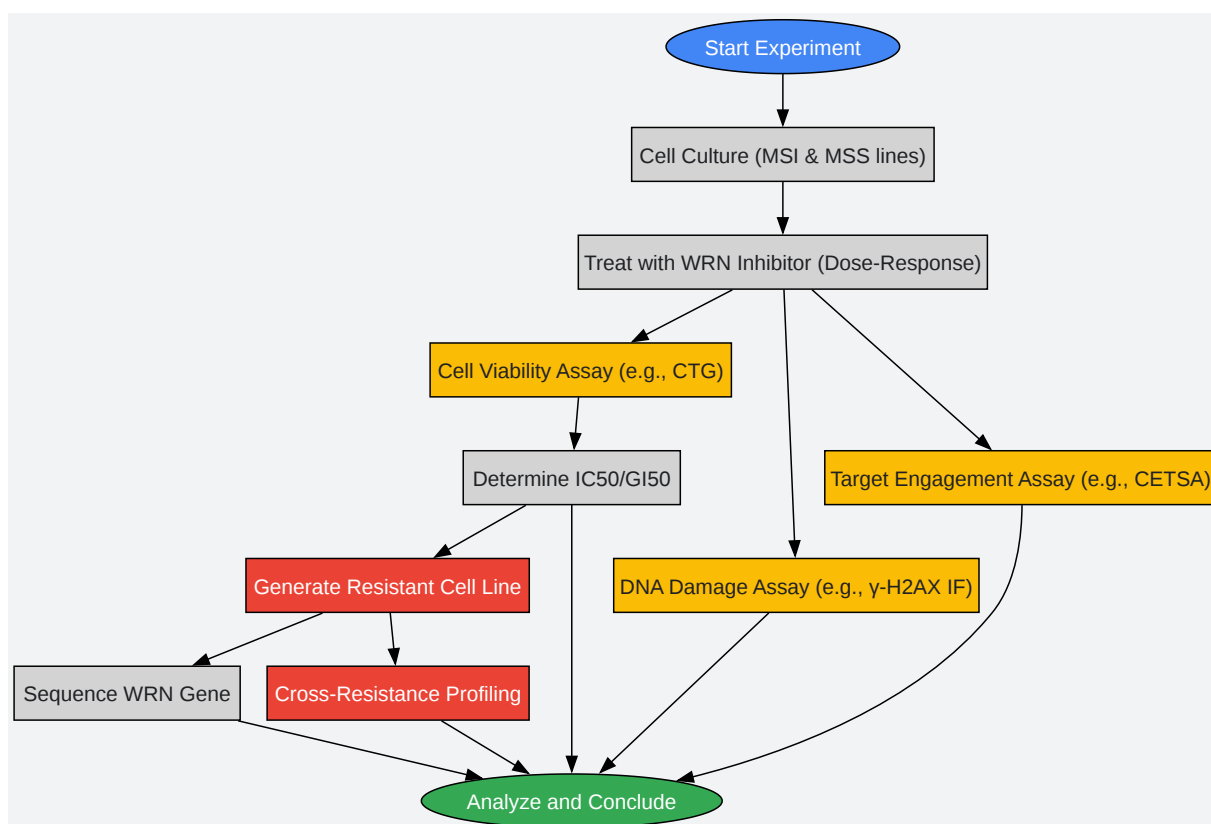 Start Experiment
Cell Culture (MSI & MSS lines)
Treat with WRN Inhibitor (Dose-Response)
Cell Viability Assay (e.g., CTG)
Determine IC50/GI50
Target Engagement Assay (e.g., CETSA)
Generate Resistant Cell Line
DNA Damage Assay (e.g., γ-H2AX IF)
Sequence WRN Gene
Cross-Resistance Profiling
Analyze and Conclude